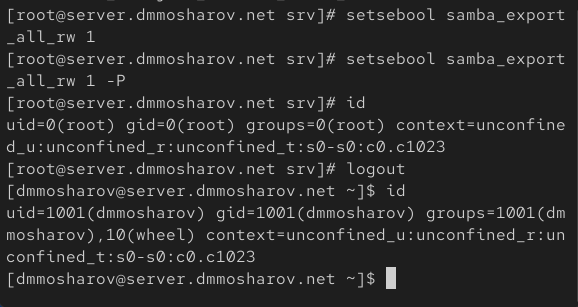 [root@server.dmmosharov.net srv]# setsebool samba_export
_all_rw 1
[root@server.dmmosharov.net srv]# setsebool samba_export
_all_rw 1 -P
[root@server.dmmosharov.net srv]# id
uid=0(root) gid=0(root) groups=0(root) context=unconfine
d_u:unconfined_r:unconfined_t:s0-s0:c0.c1023
[root@server.dmmosharov.net srv]# logout
[dmmosharov@server.dmmosharov.net ~]$ id
uid=1001(dmmosharov) gid=1001(dmmosharov) groups=1001(dm
mosharov),10(wheel) context=unconfined_u:unconfined_r:un
confined_t:s0-s0:c0.c1023
[dmmosharov@server.dmmosharov.net ~]$